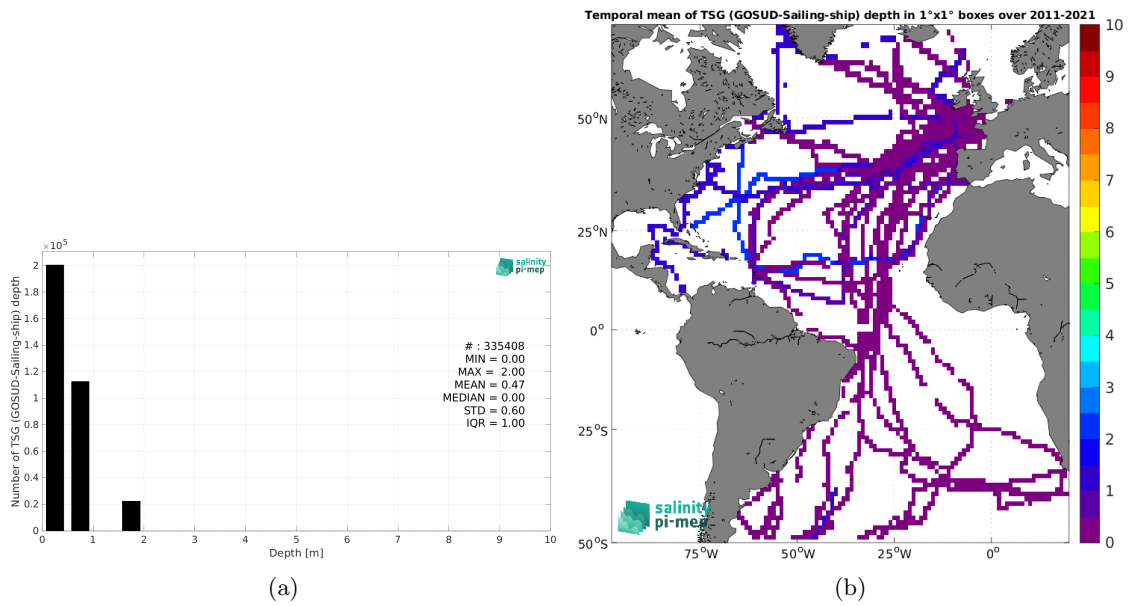 Temporal mean of TSG (GOSUD-Sailing-ship) depth in 1°x1° boxes over 2011-2021
×10⁵
2
1.8
1.6
1.4
1.2
1
0.8
0.6
0.4
0.2
0
Number of TSG (GOSUD-Sailing-ship) depth
salinity
pi-mep
# : 335408
MIN = 0.00
MAX = 2.00
MEAN = 0.47
MEDIAN = 0.00
STD = 0.60
IQR = 1.00
0 1 2 3 4 5 6 7 8 9 10
Depth [m]
(a)
50°N
25°N
0°
25°S
50°S
salinity
pi-mep
75°W 50°W 25°W 0°
10
9
8
7
6
5
4
3
2
1
0
(b)